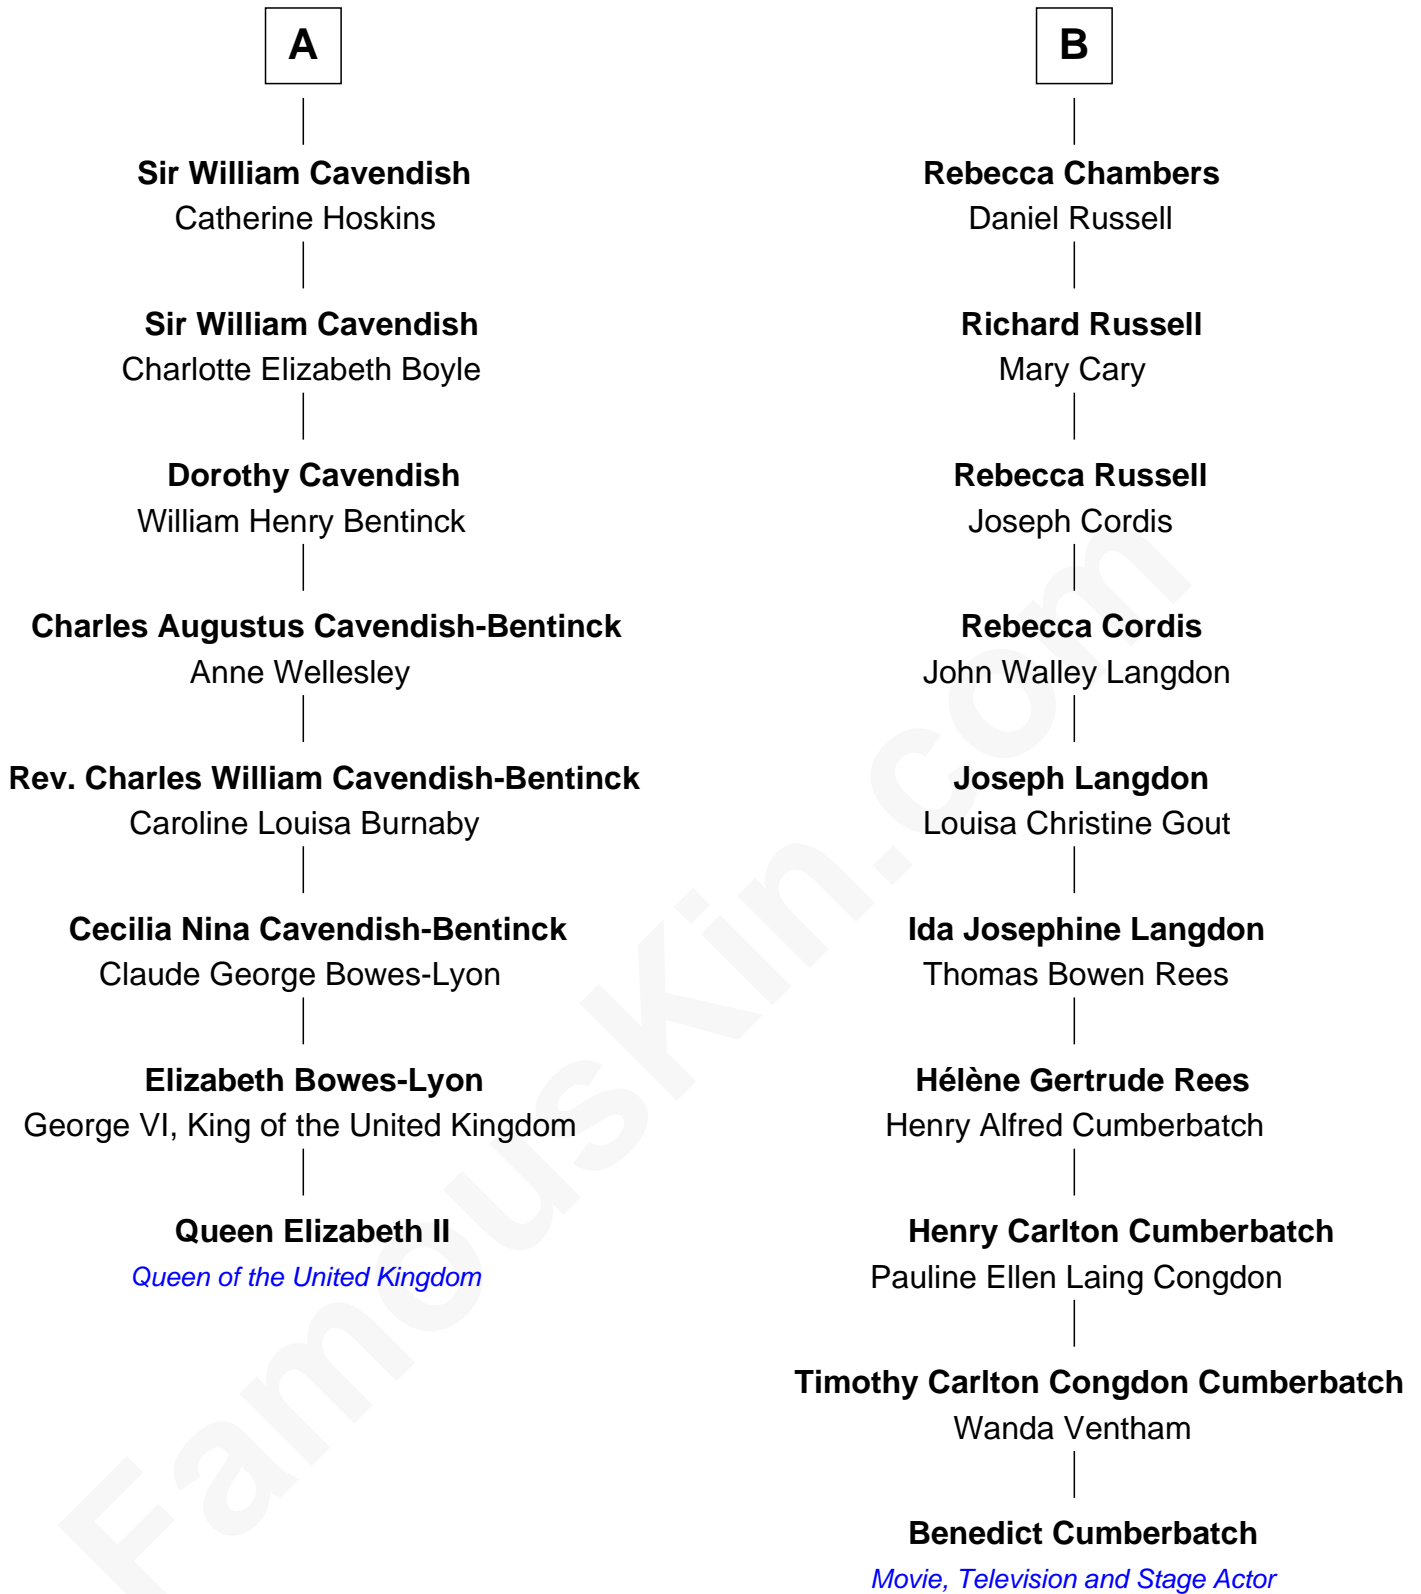 A
Sir William Cavendish
Catherine Hoskins
Sir William Cavendish
Charlotte Elizabeth Boyle
Dorothy Cavendish
William Henry Bentinck
Charles Augustus Cavendish-Bentinck
Anne Wellesley
Rev. Charles William Cavendish-Bentinck
Caroline Louisa Burnaby
Cecilia Nina Cavendish-Bentinck
Claude George Bowes-Lyon
Elizabeth Bowes-Lyon
George VI, King of the United Kingdom
Queen Elizabeth II
Queen of the United Kingdom
B
Rebecca Chambers
Daniel Russell
Richard Russell
Mary Cary
Rebecca Russell
Joseph Cordis
Rebecca Cordis
John Walley Langdon
Joseph Langdon
Louisa Christine Gout
Ida Josephine Langdon
Thomas Bowen Rees
Hélène Gertrude Rees
Henry Alfred Cumberbatch
Henry Carlton Cumberbatch
Pauline Ellen Laing Congdon
Timothy Carlton Congdon Cumberbatch
Wanda Ventham
Benedict Cumberbatch
Movie, Television and Stage Actor
FamousKin.com